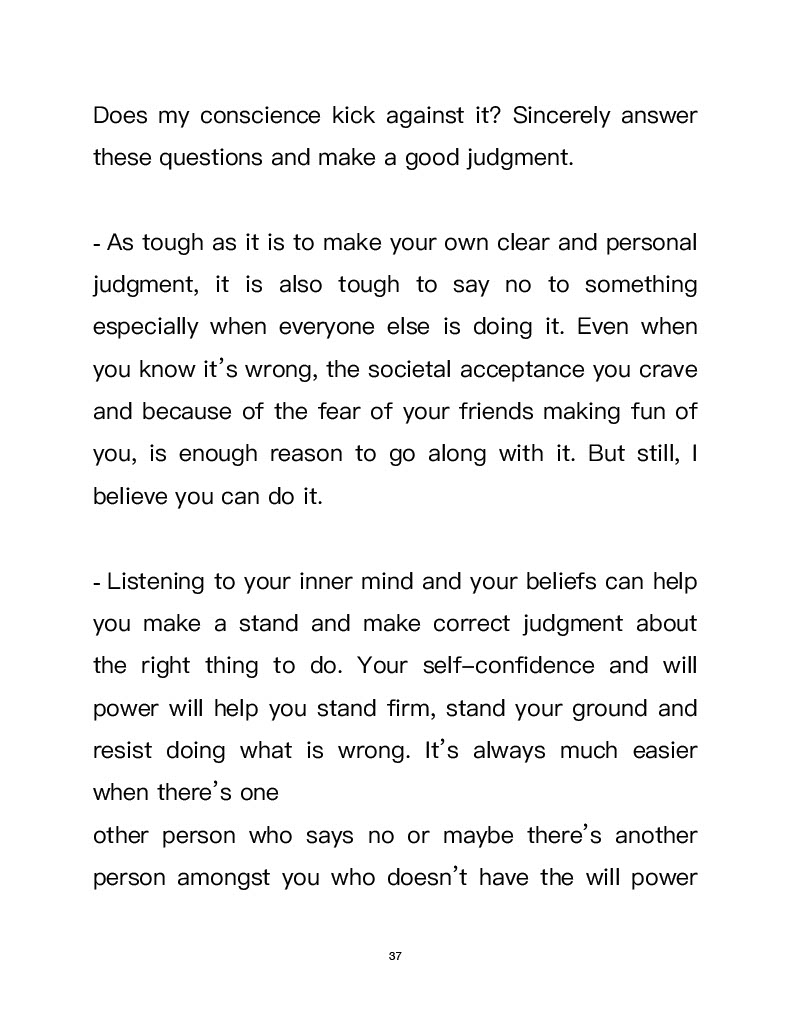 Does my conscience kick against it? Sincerely answer
these questions and make a good judgment.
- As tough as it is to make your own clear and personal
judgment, it is also tough to say no to something
especially when everyone else is doing it. Even when
you know it’s wrong, the societal acceptance you crave
and because of the fear of your friends making fun of
you, is enough reason to go along with it. But still, I
believe you can do it.
- Listening to your inner mind and your beliefs can help
you make a stand and make correct judgment about
the right thing to do. Your self–confidence and will
power will help you stand firm, stand your ground and
resist doing what is wrong. It’s always much easier
when there’s one
other person who says no or maybe there’s another
person amongst you who doesn’t have the will power
37